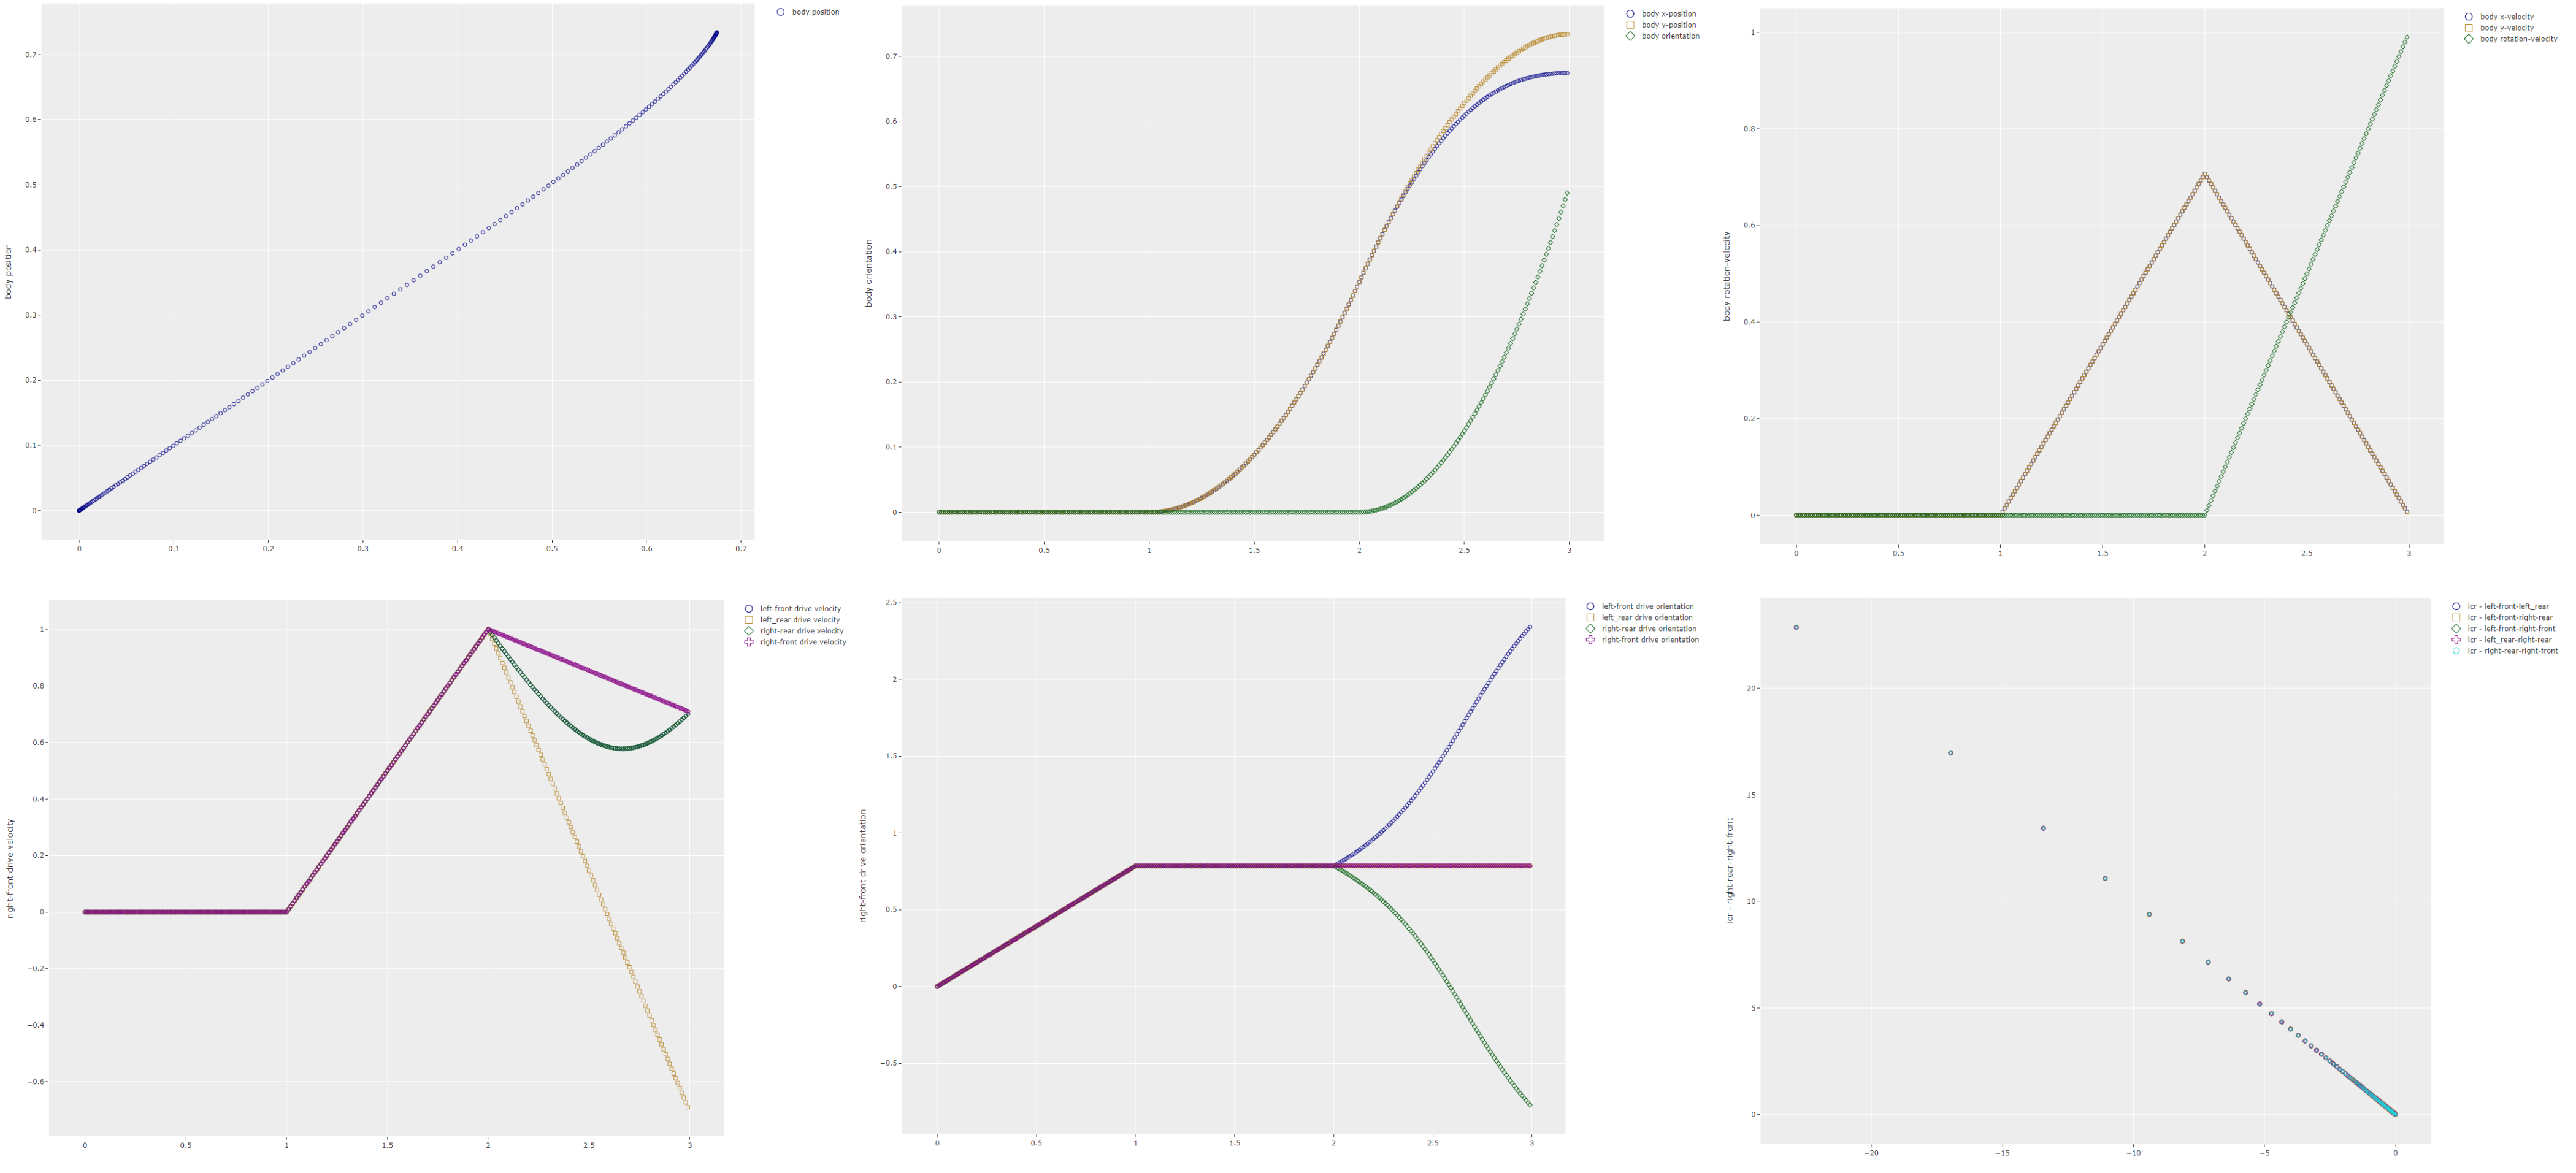 body position
0.7
0.6
0.5
0.4
0.3
0.2
0.1
0
0 0.1 0.2 0.3 0.4 0.5 0.6 0.7
body position
body x-position
body y-position
body orientation
body orientation
0.7
0.6
0.5
0.4
0.3
0.2
0.1
0
0 0.5 1 1.5 2 2.5 3
body x-velocity
body y-velocity
body rotation-velocity
body rotation-velocity
1
0.8
0.6
0.4
0.2
0
0 0.5 1 1.5 2 2.5 3
left-front drive velocity
left_rear drive velocity
right-rear drive velocity
right-front drive velocity
right-front drive velocity
1
0.8
0.6
0.4
0.2
0
−0.2
−0.4
−0.6
0 0.5 1 1.5 2 2.5 3
left-front drive orientation
left_rear drive orientation
right-rear drive orientation
right-front drive orientation
right-front drive orientation
2.5
2
1.5
1
0.5
0
−0.5
0 0.5 1 1.5 2 2.5 3
icr - left-front-left_rear
icr - left-front-right-rear
icr - left-front-right-front
icr - left_rear-right-rear
icr - right-rear-right-front
icr - right-rear-right-front
20
15
10
5
0
−20 −15 −10 −5 0